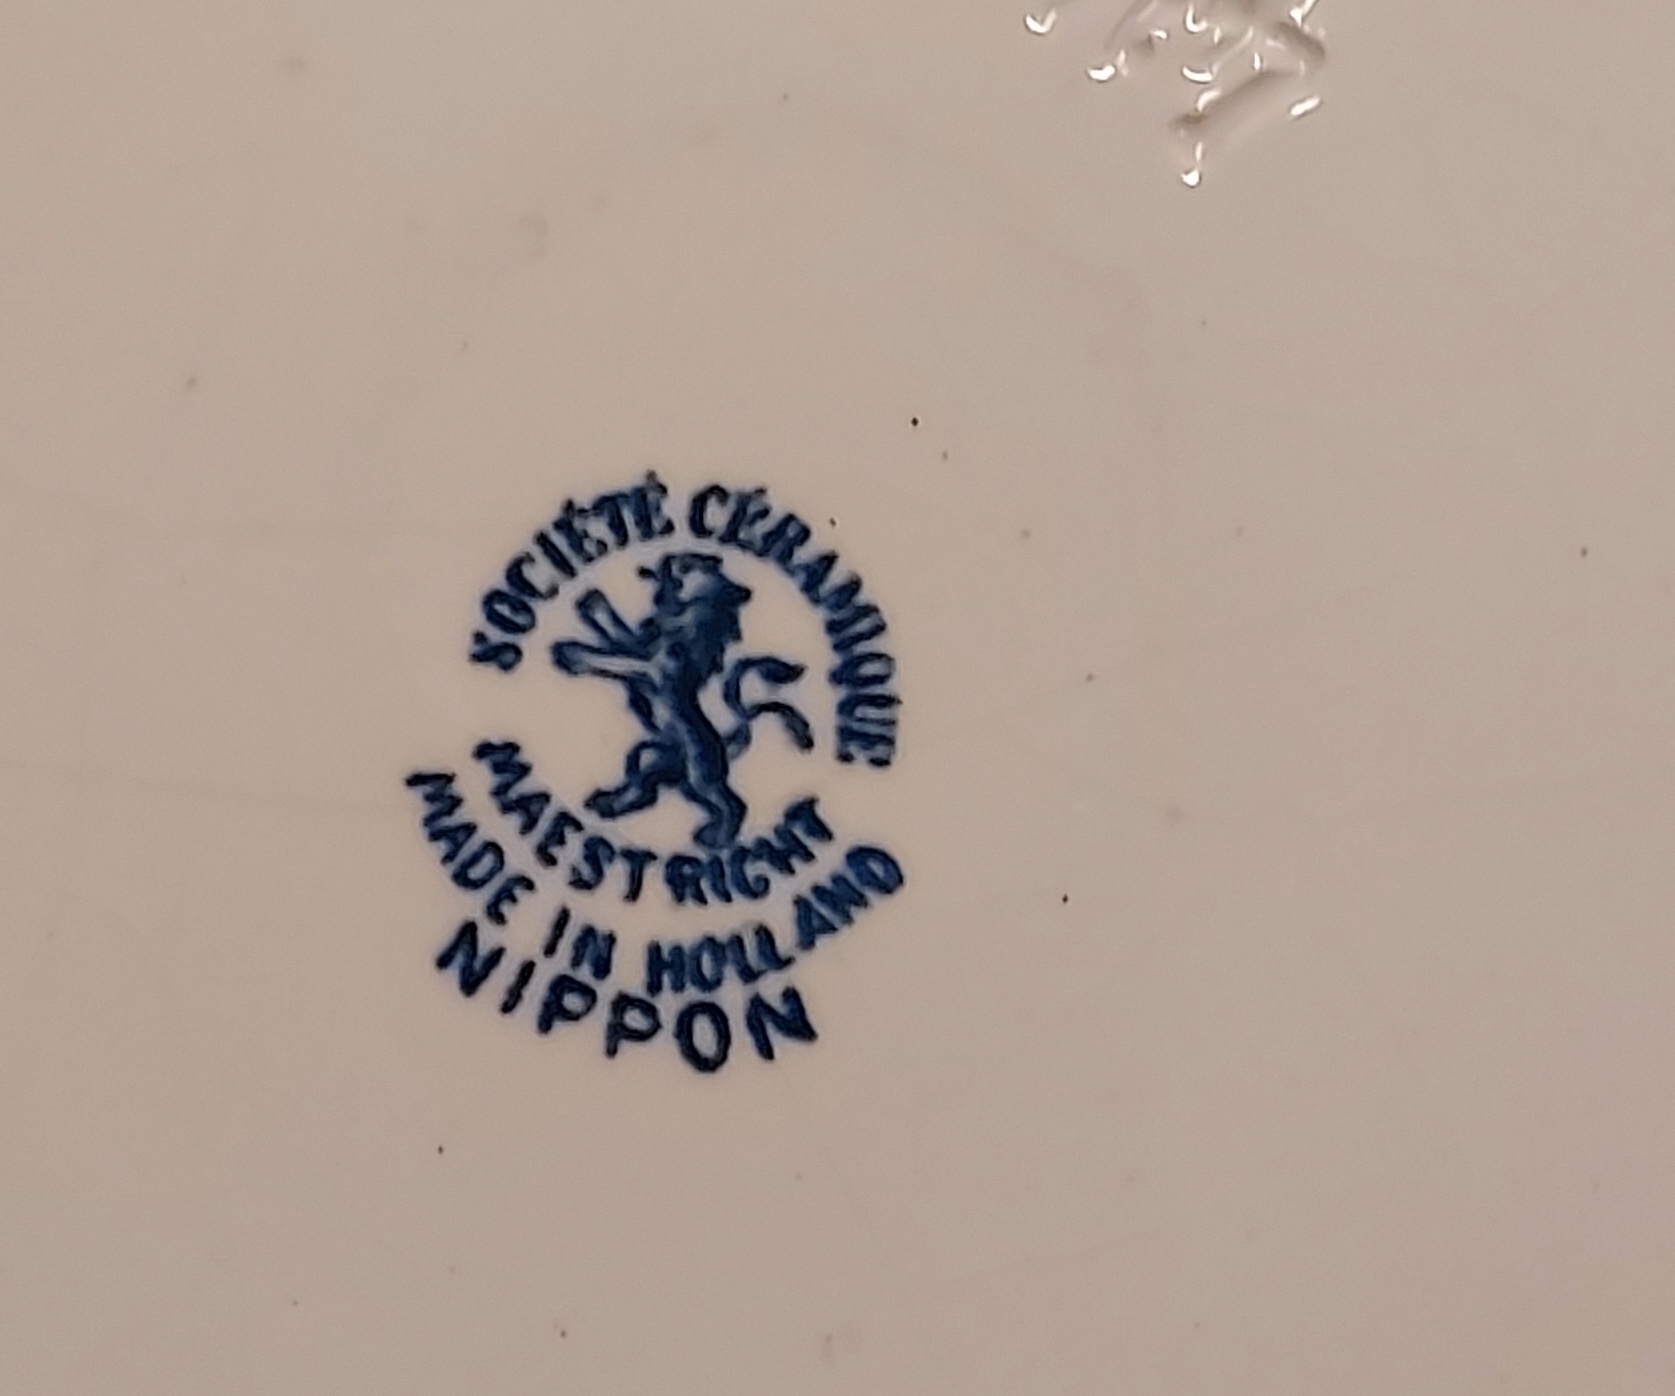 SOCIÉTÉ CÉRAMIQUE
MAESTRICHT
MADE IN HOLLAND
NIPPON